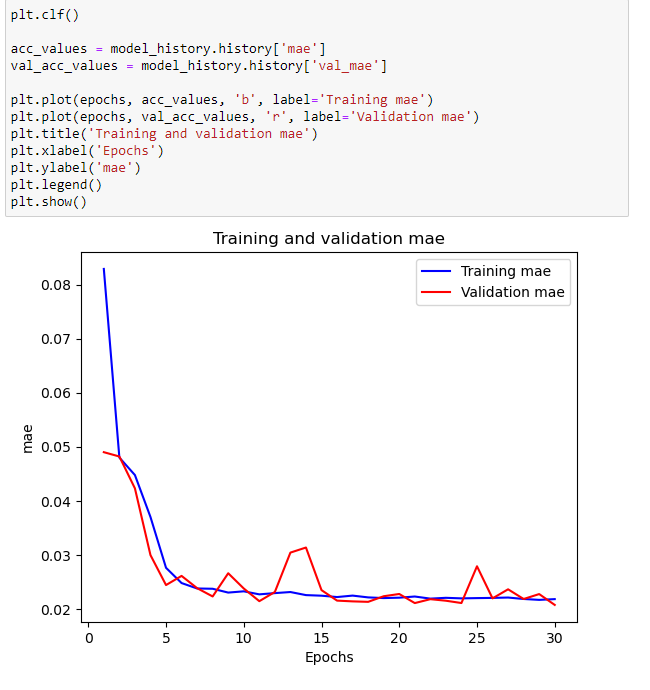 plt.clf()
acc_values = model_history.history['mae']
val_acc_values = model_history.history['val_mae']
plt.plot(epochs, acc_values, 'b', label='Training mae')
plt.plot(epochs, val_acc_values, 'r', label='Validation mae')
plt.title('Training and validation mae')
plt.xlabel('Epochs')
plt.ylabel('mae')
plt.legend()
plt.show()
Training and validation mae
Training mae
Validation mae
0.08
0.07
0.06
0.05
0.04
0.03
0.02
mae
0
5
10
15
20
25
30
Epochs